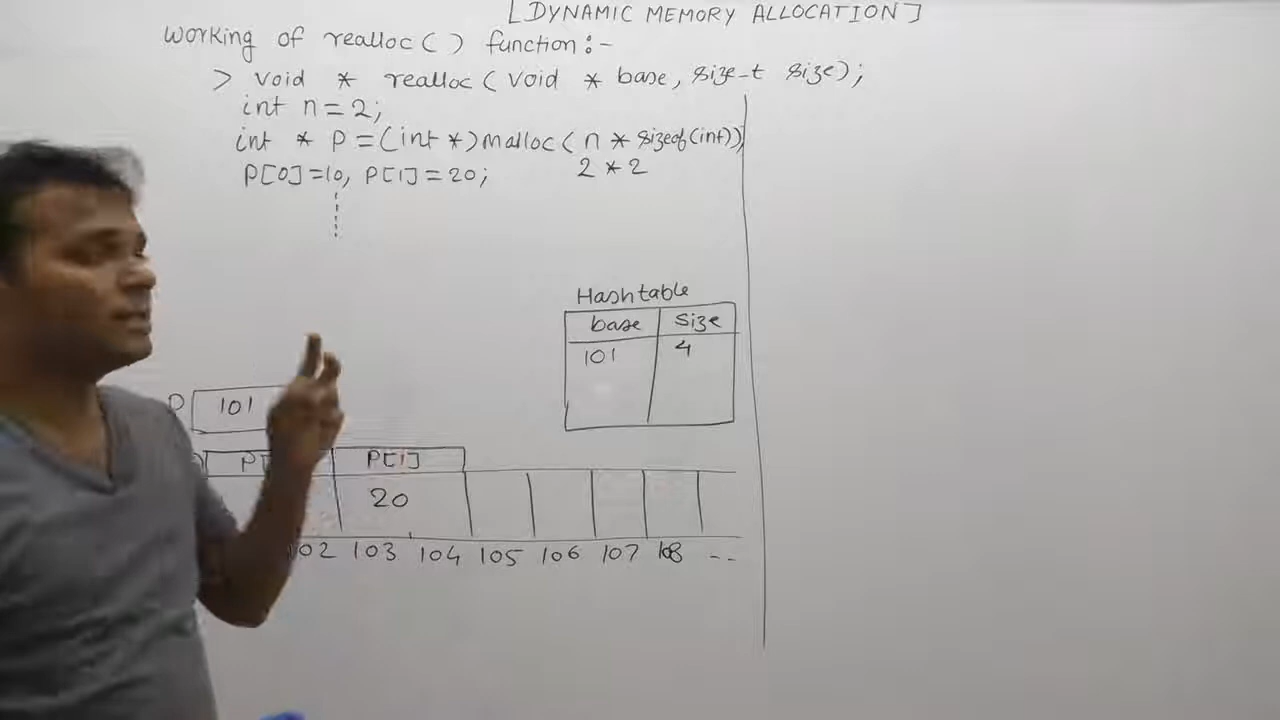 [DYNAMIC MEMORY ALLOCATION]
Working of realloc( ) function:-
> void * realloc(void * base, size_t size);
int n=2;
int * P=(int *)malloc(n * sizeof(int))
P[0]=10, P[1]=20; 2*2
Hashtable
base size
101 4
P 101
P[1]
20
102 103 104 105 106 107 108 --